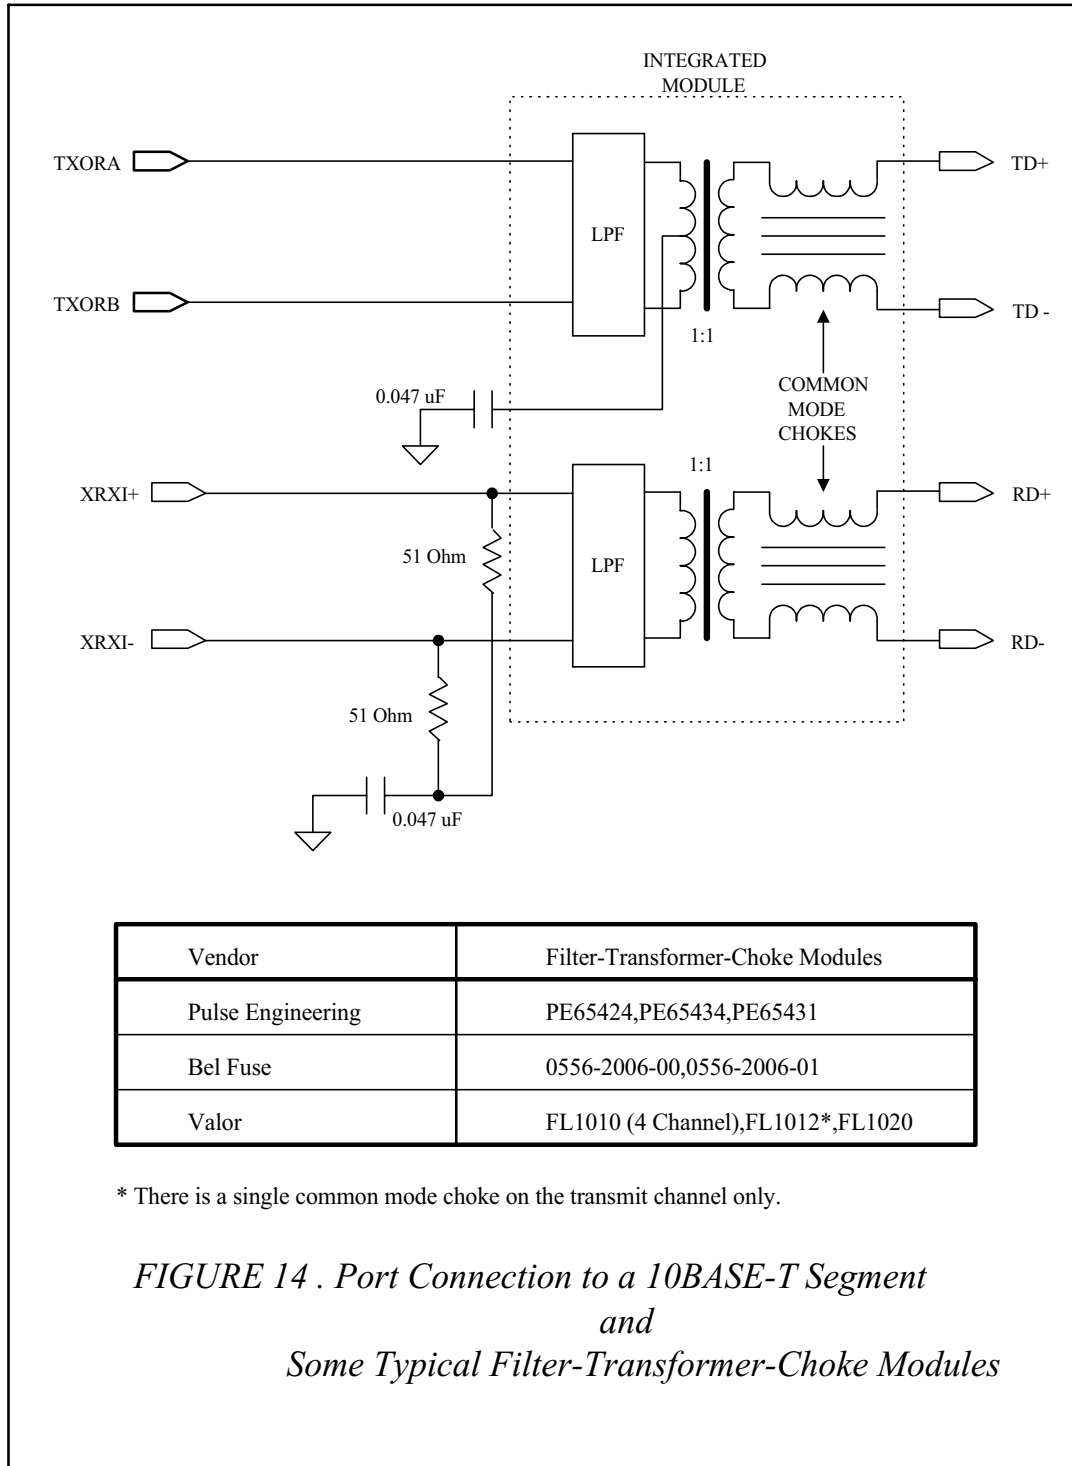 INTEGRATED
MODULE
TXORA
TD+
LPF
TXORB
TD -
1:1
0.047 uF
COMMON
MODE
CHOKES
1:1
XRXI+
RD+
51 Ohm
LPF
XRXI-
RD-
51 Ohm
0.047 uF
Vendor Filter-Transformer-Choke Modules
Pulse Engineering PE65424,PE65434,PE65431
Bel Fuse 0556-2006-00,0556-2006-01
Valor FL1010 (4 Channel),FL1012*,FL1020
* There is a single common mode choke on the transmit channel only.
FIGURE 14 . Port Connection to a 10BASE-T Segment
and
Some Typical Filter-Transformer-Choke Modules